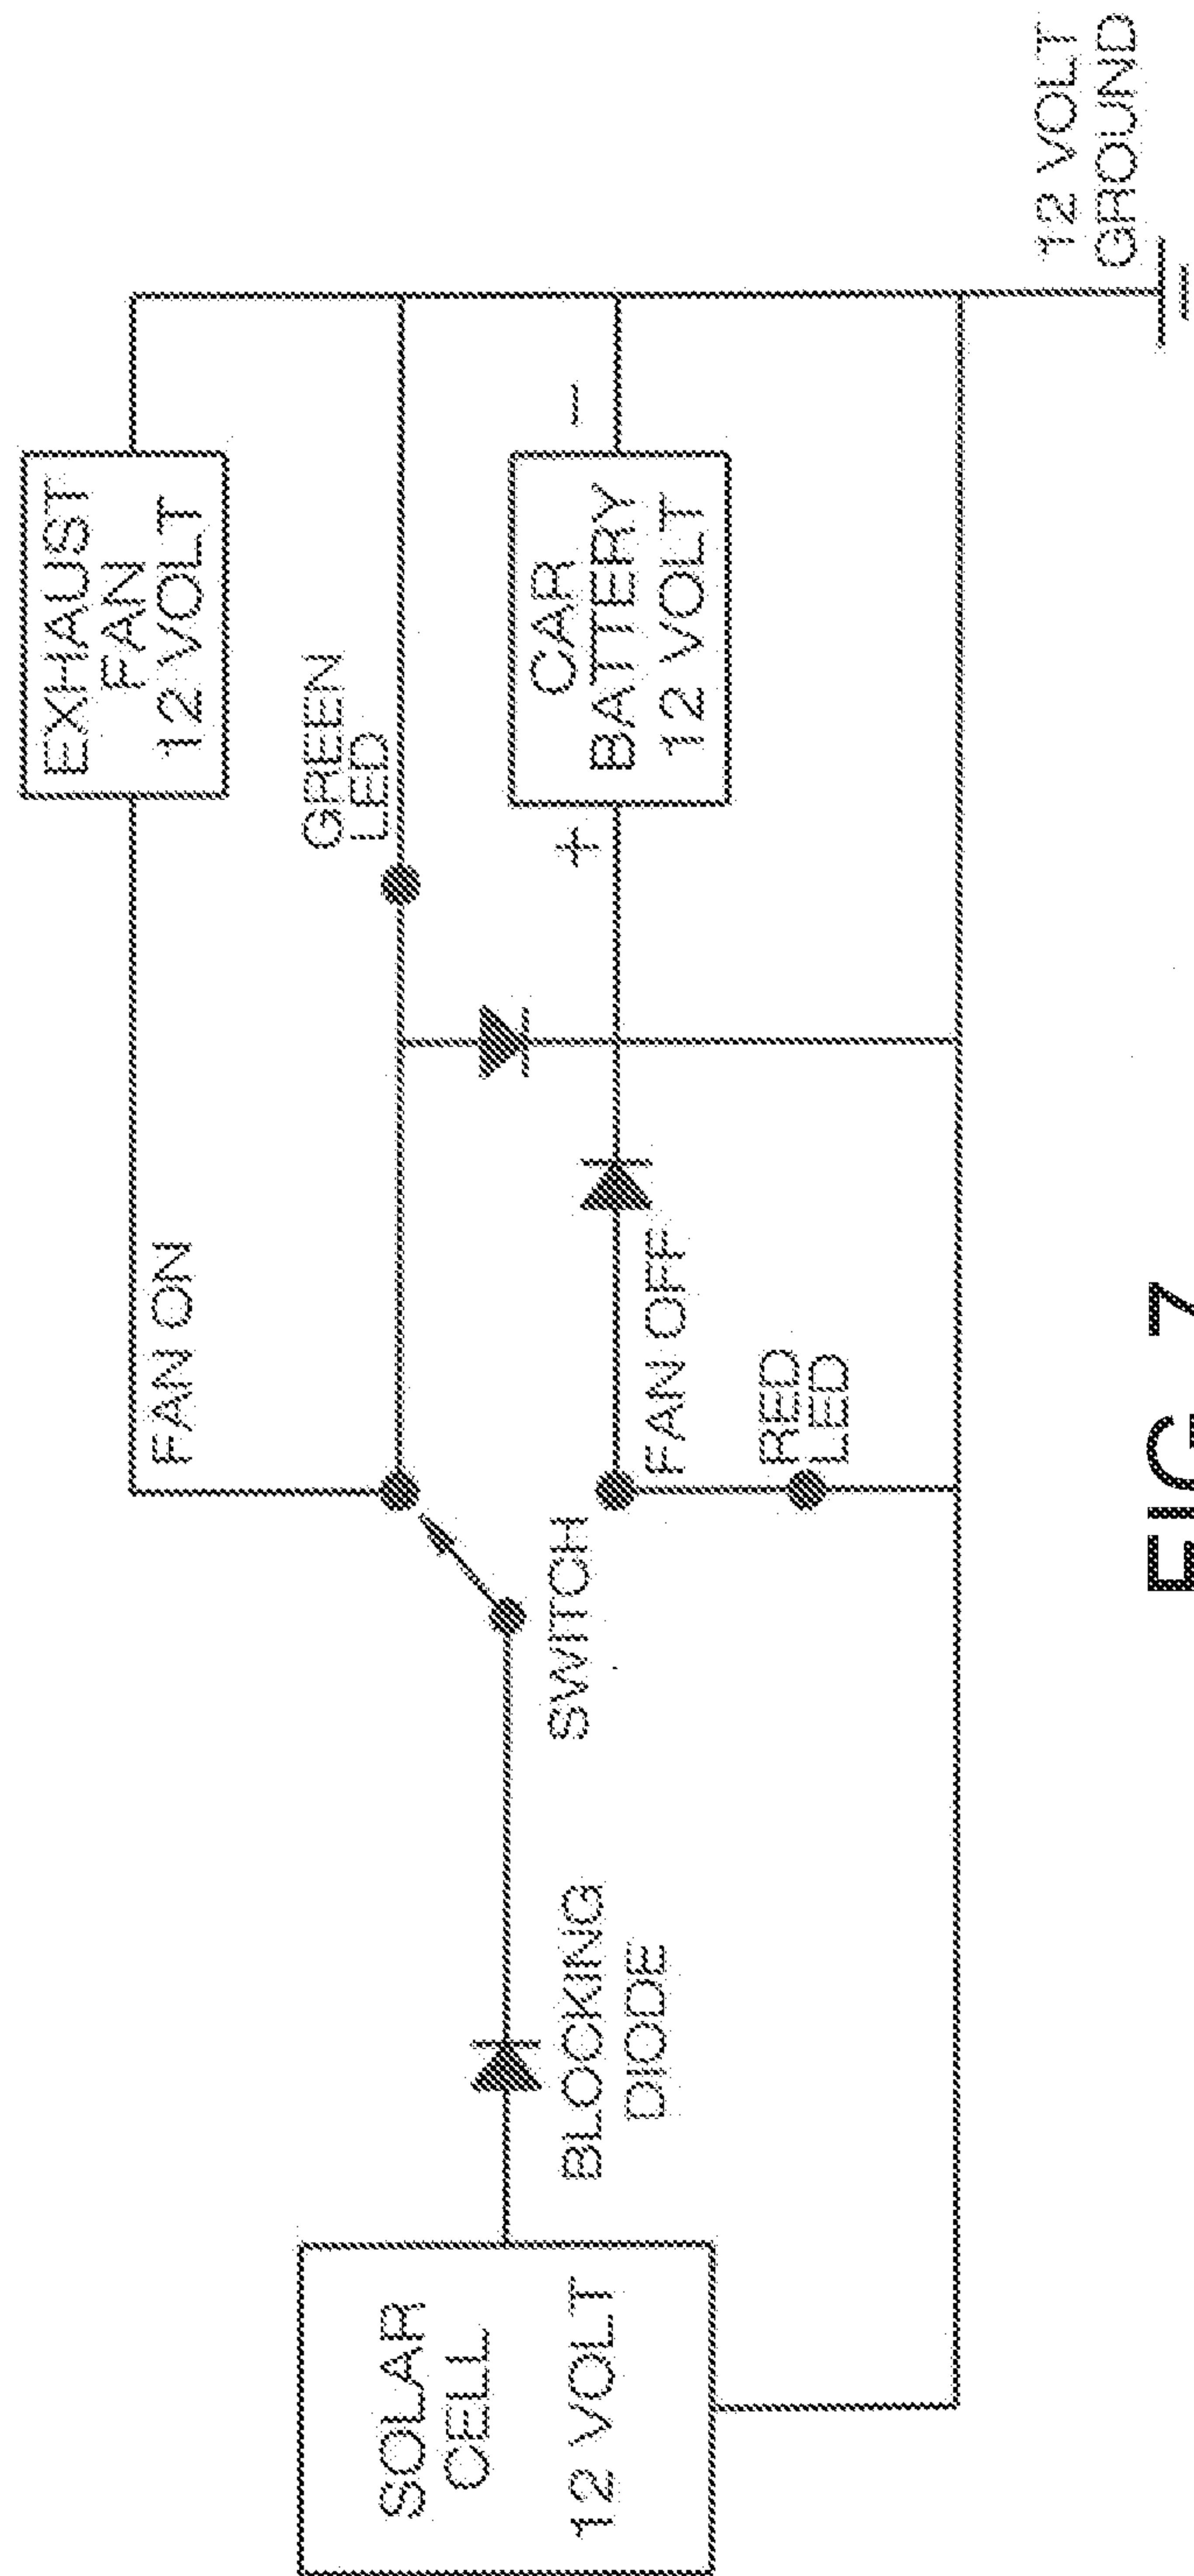 EXHAUST
FAN
12 VOLT
FAN ON
GREEN
LED
SOLAR
CELL
12 VOLT
BLOCKING
DIODE
SWITCH
FAN OFF
RED
LED
+
CAR
BATTERY
12 VOLT
−
12 VOLT
GROUND
FIG. 7